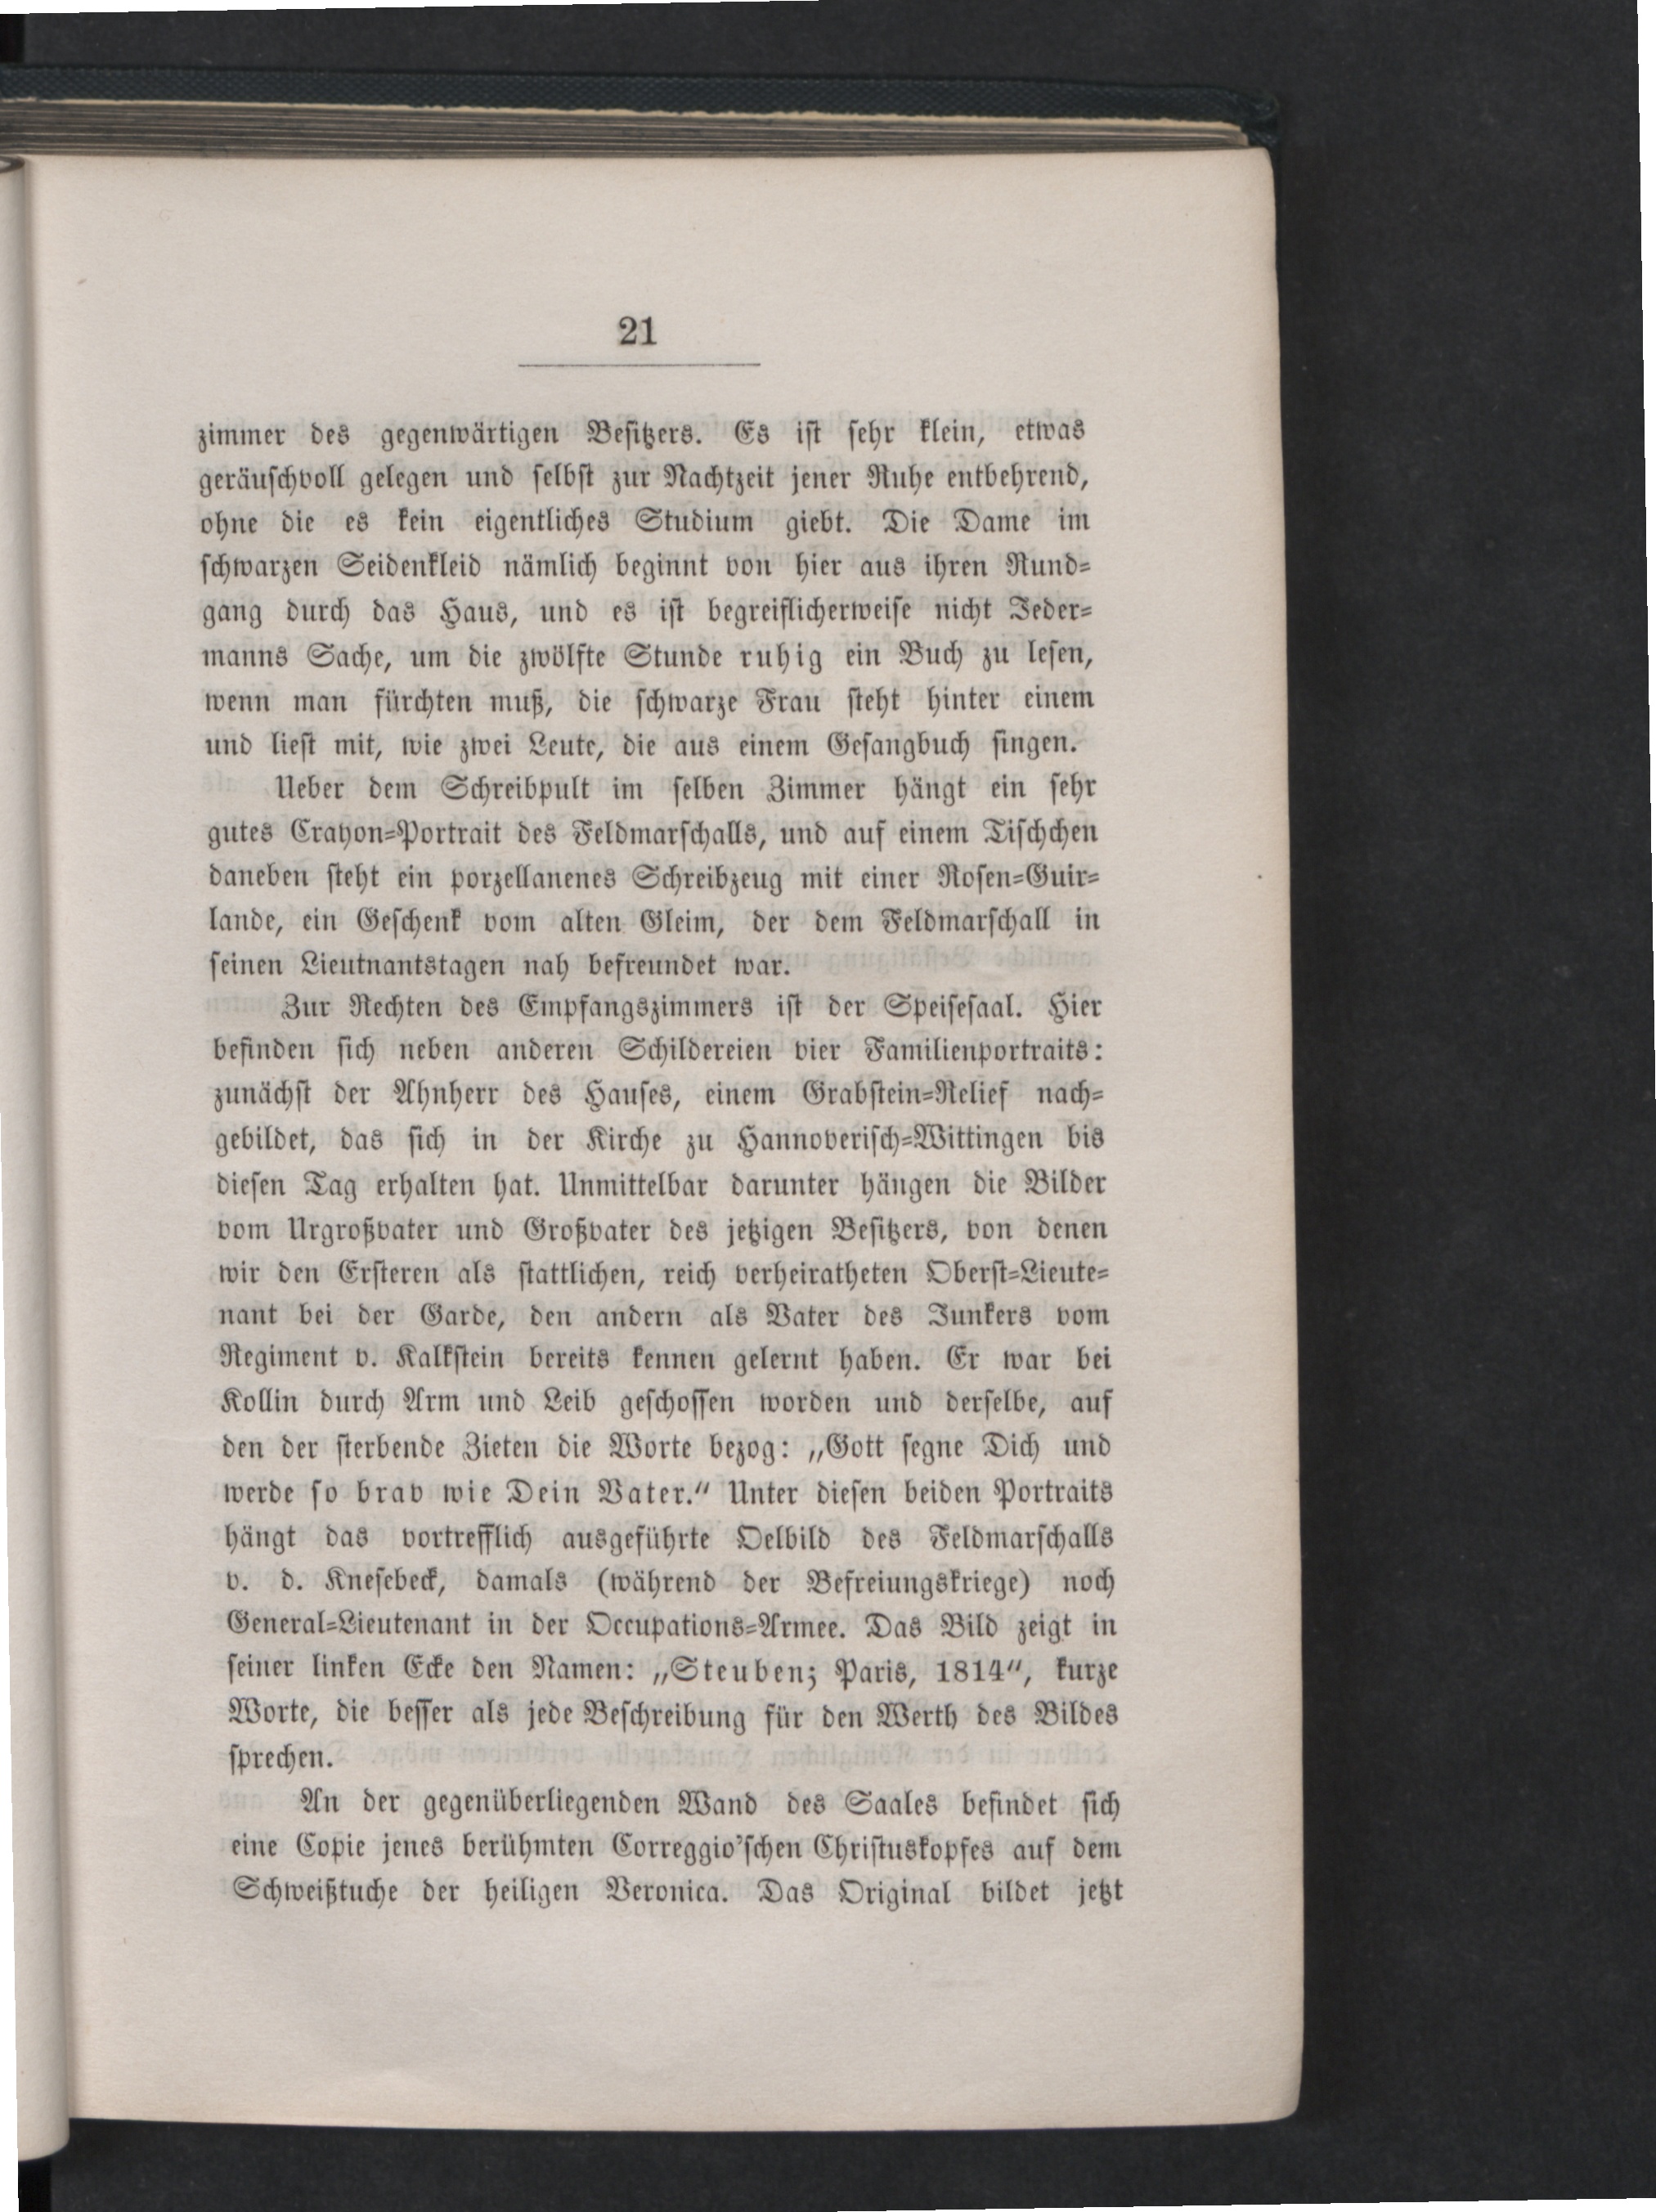 21
zimmer des gegenwärtigen Besitzers. Es ist sehr klein, etwas
geräuschvoll gelegen und selbst zur Nachtzeit jener Ruhe entbehrend,
ohne die es kein eigentliches Studium giebt. Die Dame im
schwarzen Seidenkleid nämlich beginnt von hier aus ihren Rund-
gang durch das Haus, und es ist begreiflicherweise nicht Jeder-
manns Sache, um die zwölfte Stunde ruhig ein Buch zu lesen,
wenn man fürchten muß, die schwarze Frau steht hinter einem
und liest mit, wie zwei Leute, die aus einem Gesangbuch singen.
Ueber dem Schreibpult im selben Zimmer hängt ein sehr
gutes Crayon-Portrait des Feldmarschalls, und auf einem Tischchen
daneben steht ein porzellanenes Schreibzeug mit einer Rosen-Guir-
lande, ein Geschenk vom alten Gleim, der dem Feldmarschall in
seinen Lieutnantstagen nah befreundet war.
Zur Rechten des Empfangszimmers ist der Speisesaal. Hier
befinden sich neben anderen Schildereien vier Familienportraits:
zunächst der Ahnherr des Hauses, einem Grabstein-Relief nach-
gebildet, das sich in der Kirche zu Hannoverisch-Wittingen bis
diesen Tag erhalten hat. Unmittelbar darunter hängen die Bilder
vom Urgroßvater und Großvater des jetzigen Besitzers, von denen
wir den Ersteren als stattlichen, reich verheiratheten Oberst-Lieute-
nant bei der Garde, den andern als Vater des Junkers vom
Regiment v. Kalkstein bereits kennen gelernt haben. Er war bei
Kollin durch Arm und Leib geschossen worden und derselbe, auf
den der sterbende Zieten die Worte bezog: „Gott segne Dich und
werde so brav wie Dein Vater.“ Unter diesen beiden Portraits
hängt das vortrefflich ausgeführte Oelbild des Feldmarschalls
v. d. Knesebeck, damals (während der Befreiungskriege) noch
General-Lieutenant in der Occupations-Armee. Das Bild zeigt in
seiner linken Ecke den Namen: „Steuben; Paris, 1814“, kurze
Worte, die besser als jede Beschreibung für den Werth des Bildes
sprechen.
An der gegenüberliegenden Wand des Saales befindet sich
eine Copie jenes berühmten Correggio’schen Christuskopfes auf dem
Schweißtuche der heiligen Veronica. Das Original bildet jetzt